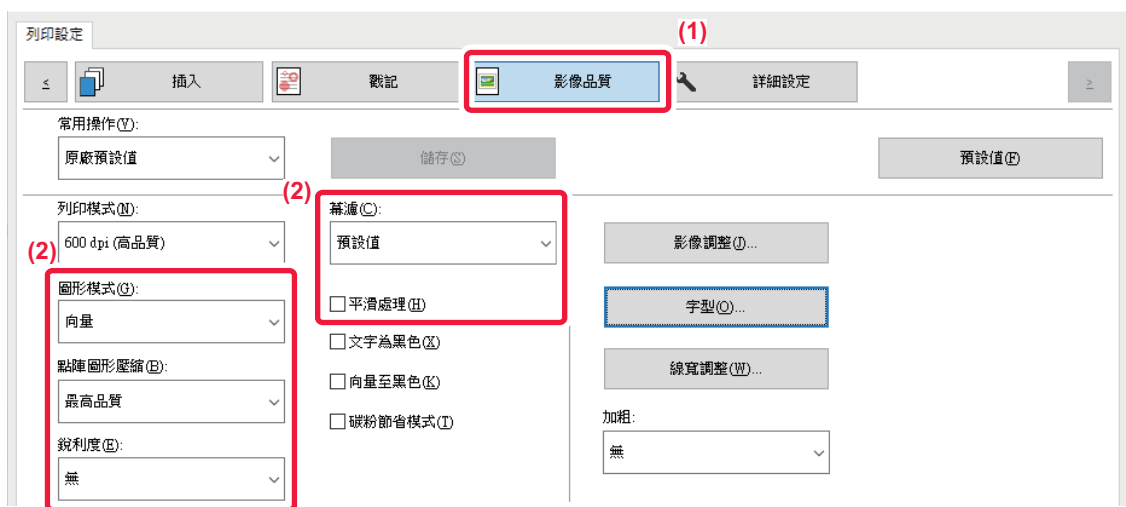 列印設定
(1)
≤ 插入 戳記 影像品質 詳細設定 ≥
常用操作(V):
原廠預設值 儲存(S) 預設值(F)
(2)
列印模式(N): 幕濾(C):
600 dpi (高品質) 預設值 影像調整(J)...
(2)
圖形模式(G):
平滑處理(H) 字型(O)...
向量
文字為黑色(X)
點陣圖形壓縮(B): 線寬調整(W)...
向量至黑色(K)
最高品質
碳粉節省模式(T) 加粗:
銳利度(E):
無
無